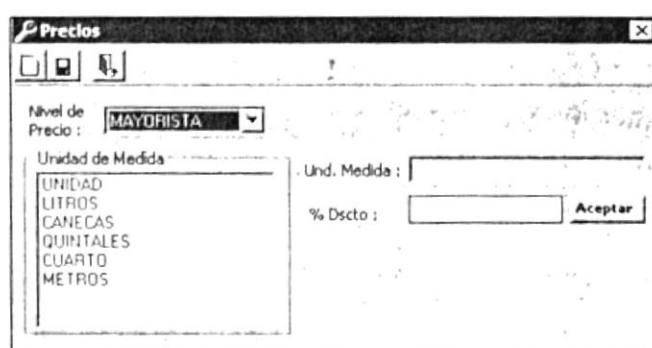 Precios
Nivel de
Precio :
MAYORISTA
Unidad de Medida
UNIDAD
LITROS
CANECAS
QUINTALES
CUARTO
METROS
Und. Medida :
% Dscto :
Aceptar